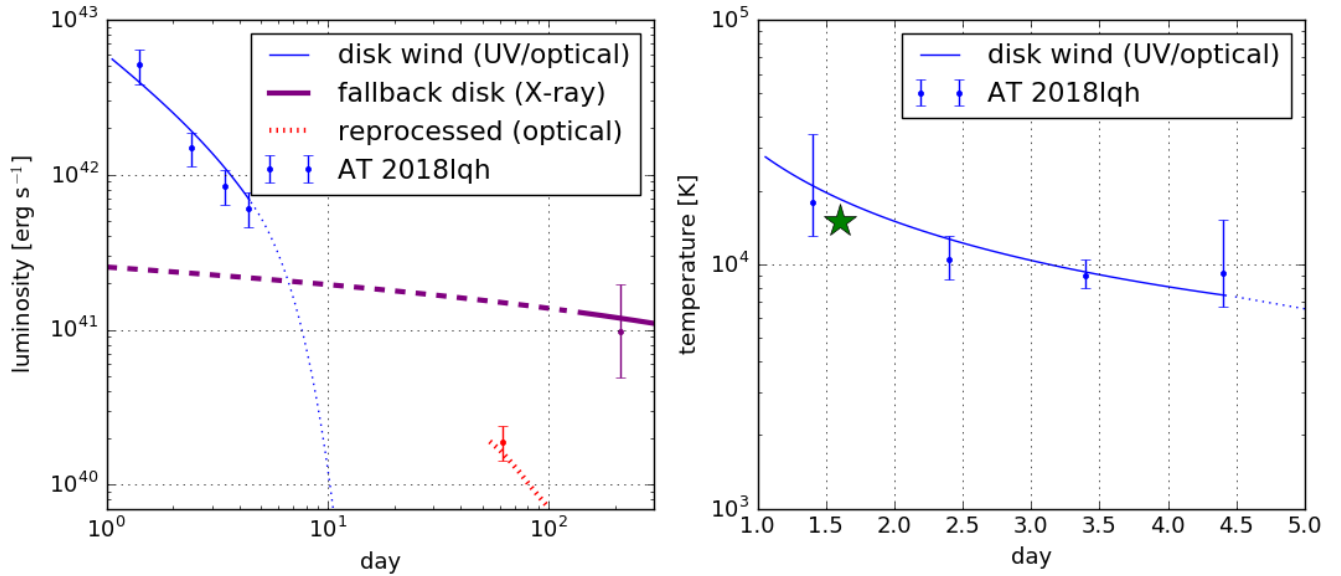 10^43
10^42
10^41
10^40
luminosity [erg s^−1]
disk wind (UV/optical)
fallback disk (X-ray)
reprocessed (optical)
AT 2018lqh
10^0
10^1
10^2
day
10^5
10^4
10^3
temperature [K]
disk wind (UV/optical)
AT 2018lqh
1.0 1.5 2.0 2.5 3.0 3.5 4.0 4.5 5.0
day